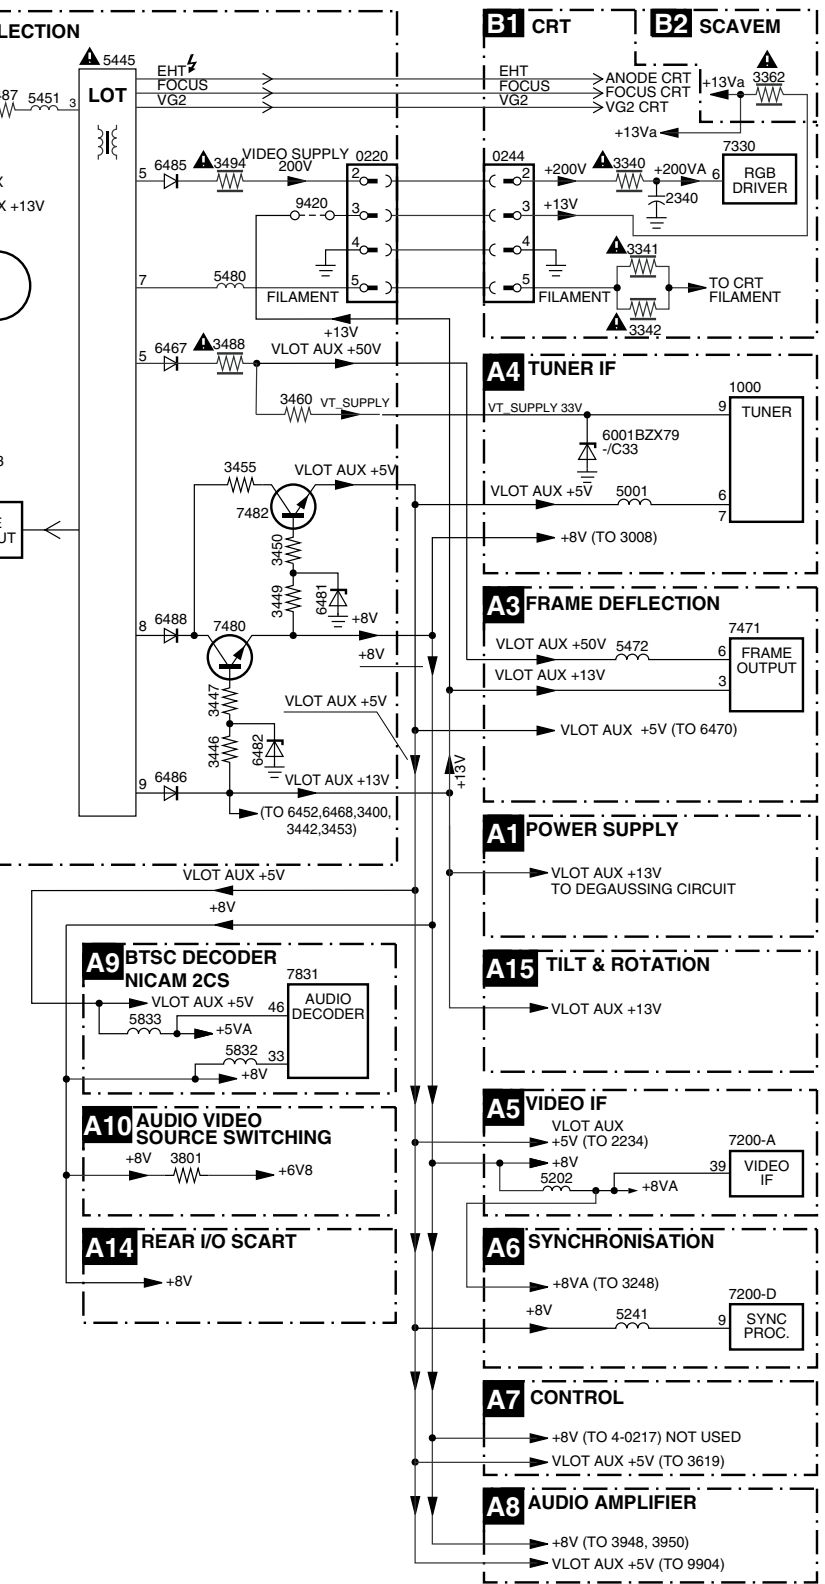 LECTION
5445
LOT
87
5451
3
EHT
FOCUS
VG2
5
6485
3494
VIDEO SUPPLY
200V
0220
2
9420
3
4
5
X +13V
7
5480
FILAMENT
+13V
5
6467
3488
VLOT AUX +50V
3460
VT_SUPPLY
3455
VLOT AUX +5V
7482
3450
3449
6481
8
6488
7480
+8V
+8V
3447
VLOT AUX +5V
3446
6482
+13V
9
6486
VLOT AUX +13V
(TO 6452,6468,3400,
3442,3453)
UT
VLOT AUX +5V
+8V
B1 CRT
B2 SCAVEM
EHT
FOCUS
VG2
ANODE CRT
FOCUS CRT
VG2 CRT
+13Va
3362
+13Va
0244
2
+200V
3340
+200VA
6
7330
RGB
DRIVER
2340
3
+13V
4
5
FILAMENT
3341
3342
TO CRT
FILAMENT
A4 TUNER IF
VT_SUPPLY 33V
9
1000
TUNER
6001BZX79
-/C33
VLOT AUX +5V
5001
6
7
+8V (TO 3008)
A3 FRAME DEFLECTION
VLOT AUX +50V
5472
6
7471
FRAME
OUTPUT
VLOT AUX +13V
3
VLOT AUX +5V (TO 6470)
A1 POWER SUPPLY
VLOT AUX +13V
TO DEGAUSSING CIRCUIT
A15 TILT & ROTATION
VLOT AUX +13V
A9 BTSC DECODER
NICAM 2CS
7831
VLOT AUX +5V
46
AUDIO
DECODER
5833
+5VA
5832
33
+8V
A10 AUDIO VIDEO
SOURCE SWITCHING
+8V
3801
+6V8
A14 REAR I/O SCART
+8V
A5 VIDEO IF
VLOT AUX
+5V (TO 2234)
+8V
5202
+8VA
39
7200-A
VIDEO
IF
A6 SYNCHRONISATION
+8VA (TO 3248)
+8V
5241
9
7200-D
SYNC
PROC.
A7 CONTROL
+8V (TO 4-0217) NOT USED
VLOT AUX +5V (TO 3619)
A8 AUDIO AMPLIFIER
+8V (TO 3948, 3950)
VLOT AUX +5V (TO 9904)